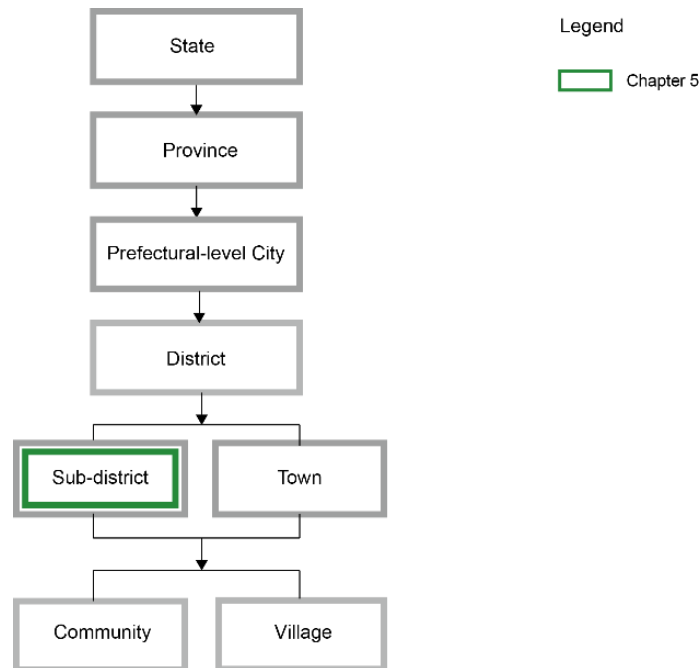 State
Legend
Chapter 5
Province
Prefectural-level City
District
Sub-district
Town
Community
Village